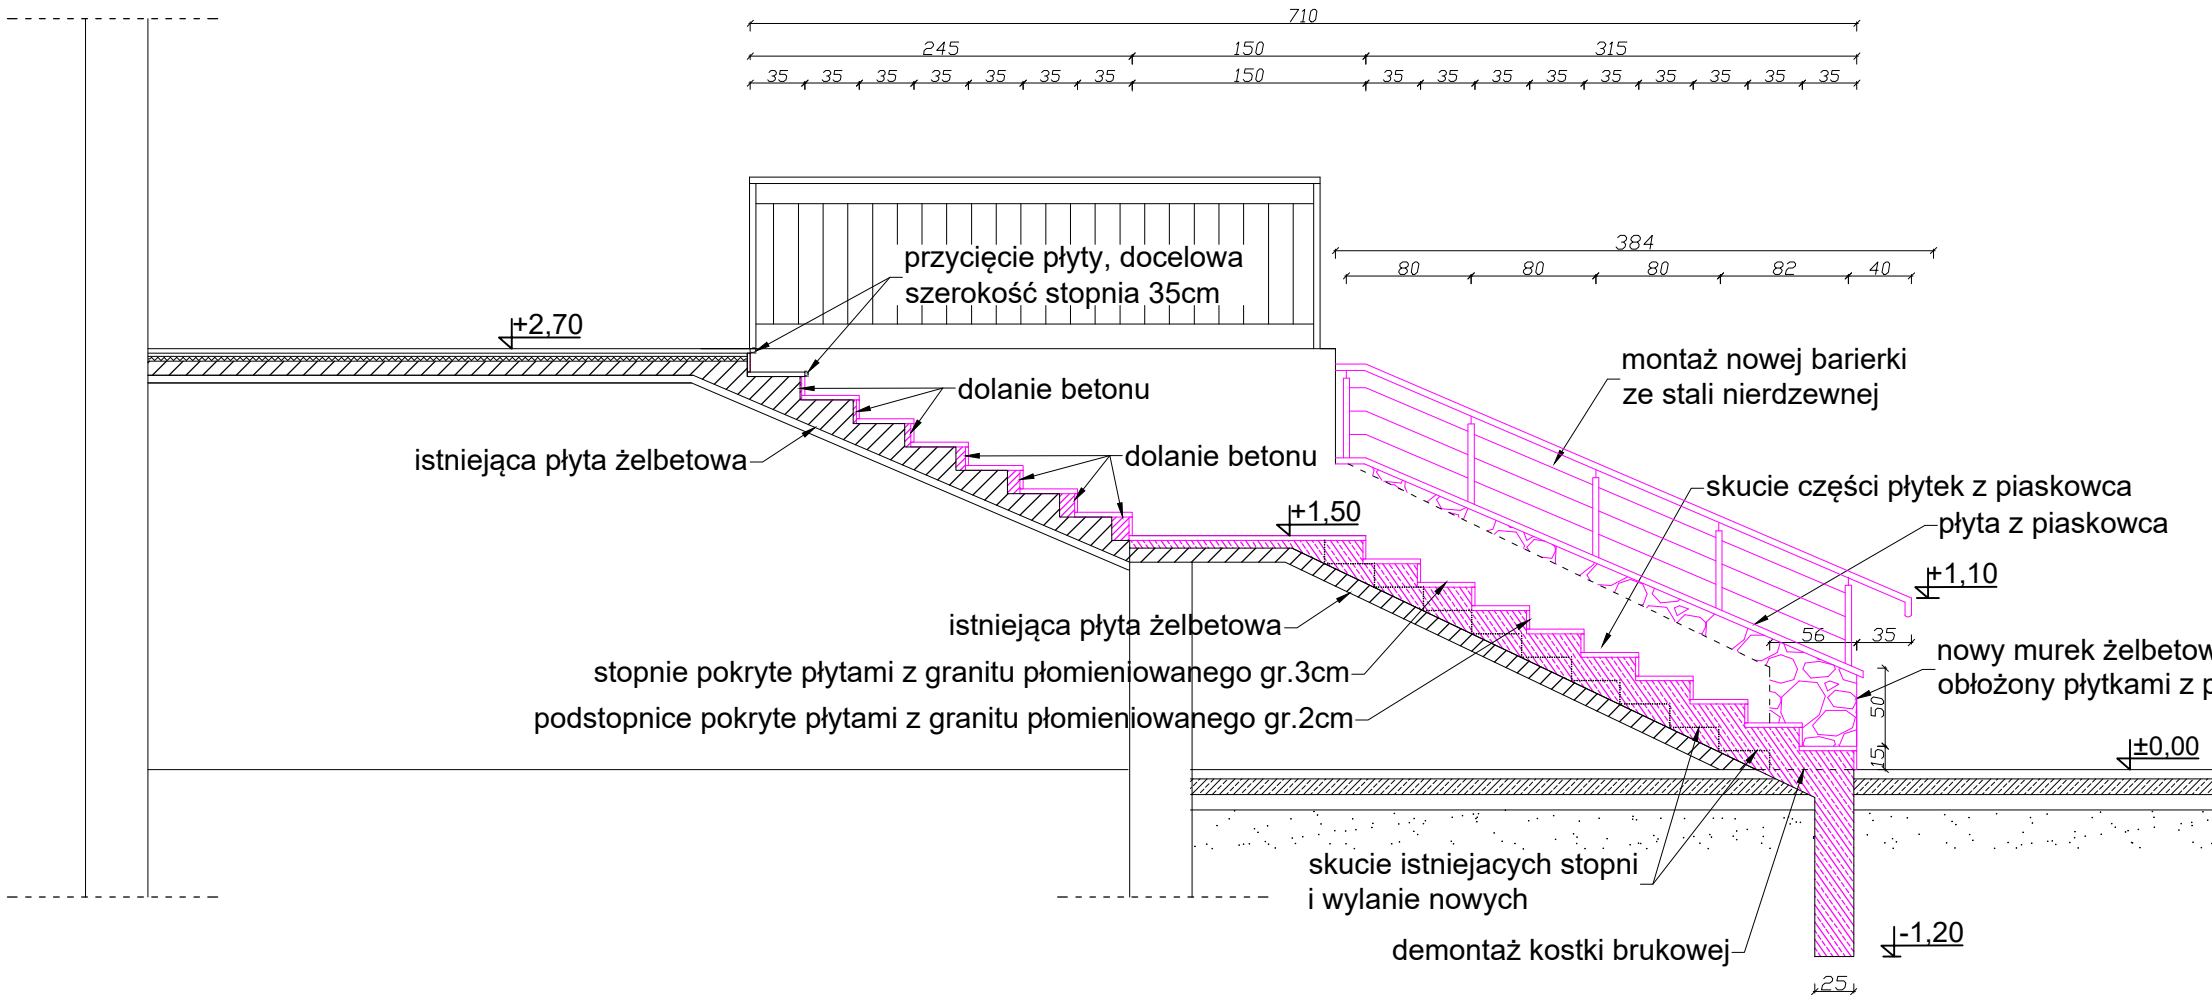 710
245 150 315
35 35 35 35 35 35 35 150 35 35 35 35 35 35 35 35 35
384
80 80 80 82 40
przycięcie płyty, docelowa
szerokość stopnia 35cm
+2,70
montaż nowej barierki
ze stali nierdzewnej
dolanie betonu
istniejąca płyta żelbetowa
dolanie betonu
skucie części płytek z piaskowca
+1,50
płyta z piaskowca
+1,10
istniejąca płyta żelbetowa
56 35
nowy murek żelbetow
obłożony płytkami z p
stopnie pokryte płytami z granitu płomieniowanego gr.3cm
podstopnice pokryte płytami z granitu płomieniowanego gr.2cm
50
15
±0,00
skucie istniejacych stopni
i wylanie nowych
demontaż kostki brukowej
-1,20
25